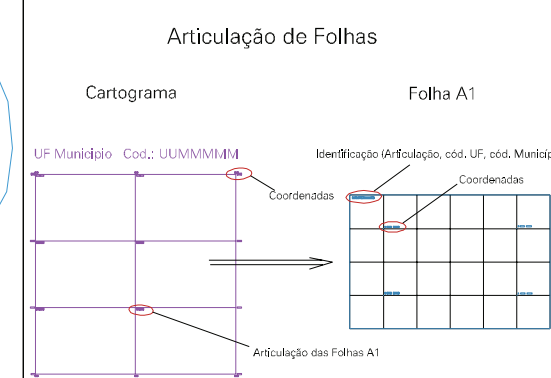 Articulação de Folhas
Cartograma
Folha A1
UF Municipio Cod.: UUMMMMM
Identificação (Articulação, cód. UF, cód. Municíp
Coordenadas
Coordenadas
Articulação das Folhas A1